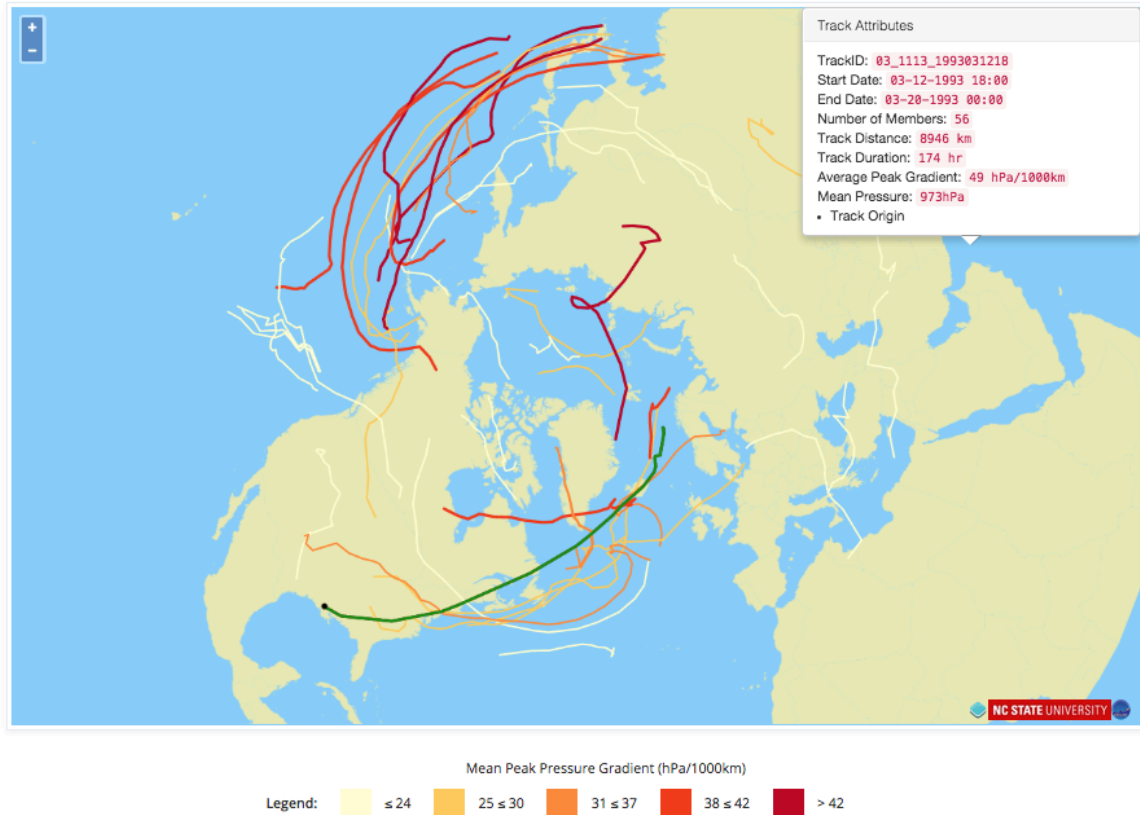 +
−
Track Attributes
TrackID: 03_1113_1993031218
Start Date: 03-12-1993 18:00
End Date: 03-20-1993 00:00
Number of Members: 56
Track Distance: 8946 km
Track Duration: 174 hr
Average Peak Gradient: 49 hPa/1000km
Mean Pressure: 973hPa
• Track Origin
NC STATE UNIVERSITY
Mean Peak Pressure Gradient (hPa/1000km)
Legend: ≤ 24 25 ≤ 30 31 ≤ 37 38 ≤ 42 > 42